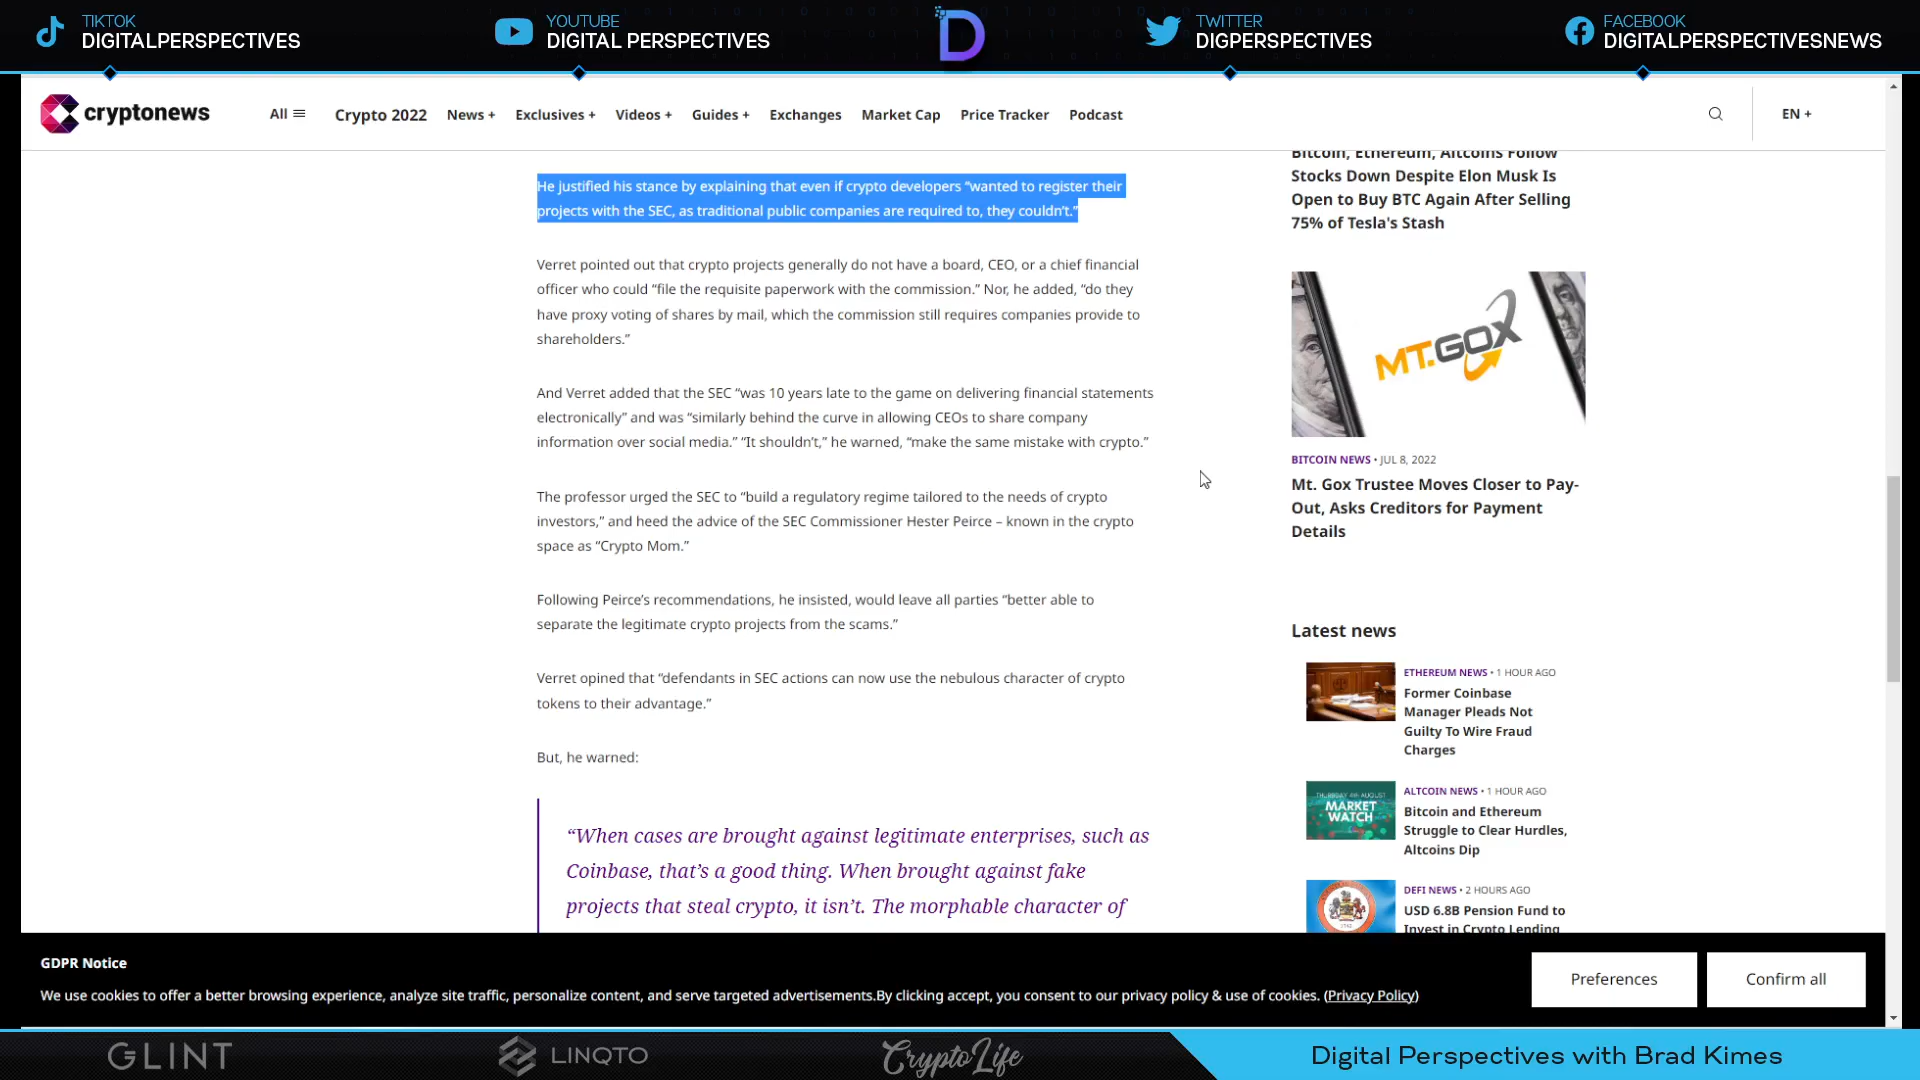 TIKTOK
DIGITALPERSPECTIVES
YOUTUBE
DIGITAL PERSPECTIVES
D
TWITTER
DIGPERSPECTIVES
FACEBOOK
DIGITALPERSPECTIVESNEWS
cryptonews
All
Crypto 2022
News +
Exclusives +
Videos +
Guides +
Exchanges
Market Cap
Price Tracker
Podcast
EN +
He justified his stance by explaining that even if crypto developers “wanted to register their
projects with the SEC, as traditional public companies are required to, they couldn’t.”
Verret pointed out that crypto projects generally do not have a board, CEO, or a chief financial
officer who could “file the requisite paperwork with the commission.” Nor, he added, “do they
have proxy voting of shares by mail, which the commission still requires companies provide to
shareholders.”
And Verret added that the SEC “was 10 years late to the game on delivering financial statements
electronically” and was “similarly behind the curve in allowing CEOs to share company
information over social media.” “It shouldn’t,” he warned, “make the same mistake with crypto.”
The professor urged the SEC to “build a regulatory regime tailored to the needs of crypto
investors,” and heed the advice of the SEC Commissioner Hester Peirce – known in the crypto
space as “Crypto Mom.”
Following Peirce’s recommendations, he insisted, would leave all parties “better able to
separate the legitimate crypto projects from the scams.”
Verret opined that “defendants in SEC actions can now use the nebulous character of crypto
tokens to their advantage.”
But, he warned:
“When cases are brought against legitimate enterprises, such as
Coinbase, that’s a good thing. When brought against fake
projects that steal crypto, it isn’t. The morphable character of
Bitcoin, Ethereum, Altcoins Follow
Stocks Down Despite Elon Musk Is
Open to Buy BTC Again After Selling
75% of Tesla's Stash
MT.GOX
BITCOIN NEWS • JUL 8, 2022
Mt. Gox Trustee Moves Closer to Pay-
Out, Asks Creditors for Payment
Details
Latest news
ETHEREUM NEWS • 1 HOUR AGO
Former Coinbase
Manager Pleads Not
Guilty To Wire Fraud
Charges
THURSDAY 4th AUGUST
MARKET
WATCH
ALTCOIN NEWS • 1 HOUR AGO
Bitcoin and Ethereum
Struggle to Clear Hurdles,
Altcoins Dip
DEFI NEWS • 2 HOURS AGO
USD 6.8B Pension Fund to
Invest in Crypto Lending
GDPR Notice
We use cookies to offer a better browsing experience, analyze site traffic, personalize content, and serve targeted advertisements.By clicking accept, you consent to our privacy policy & use of cookies. (Privacy Policy)
Preferences
Confirm all
GLINT
LINQTO
CryptoLife
Digital Perspectives with Brad Kimes